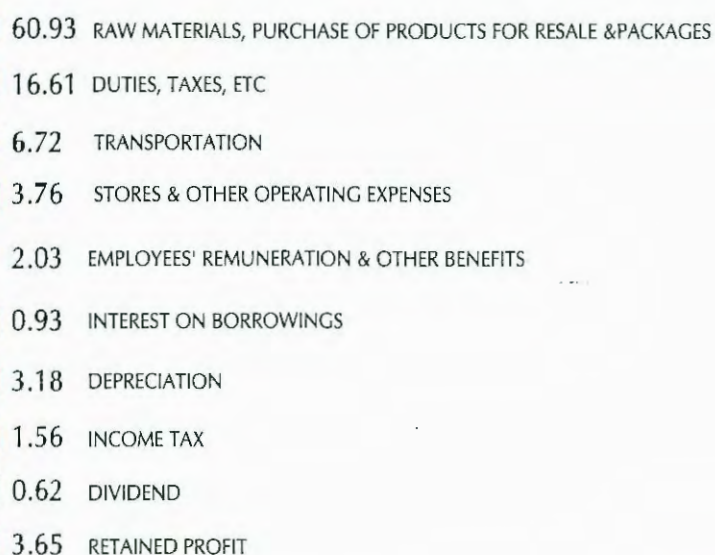 60.93 RAW MATERIALS, PURCHASE OF PRODUCTS FOR RESALE &PACKAGES
16.61 DUTIES, TAXES, ETC
6.72 TRANSPORTATION
3.76 STORES & OTHER OPERATING EXPENSES
2.03 EMPLOYEES' REMUNERATION & OTHER BENEFITS
0.93 INTEREST ON BORROWINGS
3.18 DEPRECIATION
1.56 INCOME TAX
0.62 DIVIDEND
3.65 RETAINED PROFIT